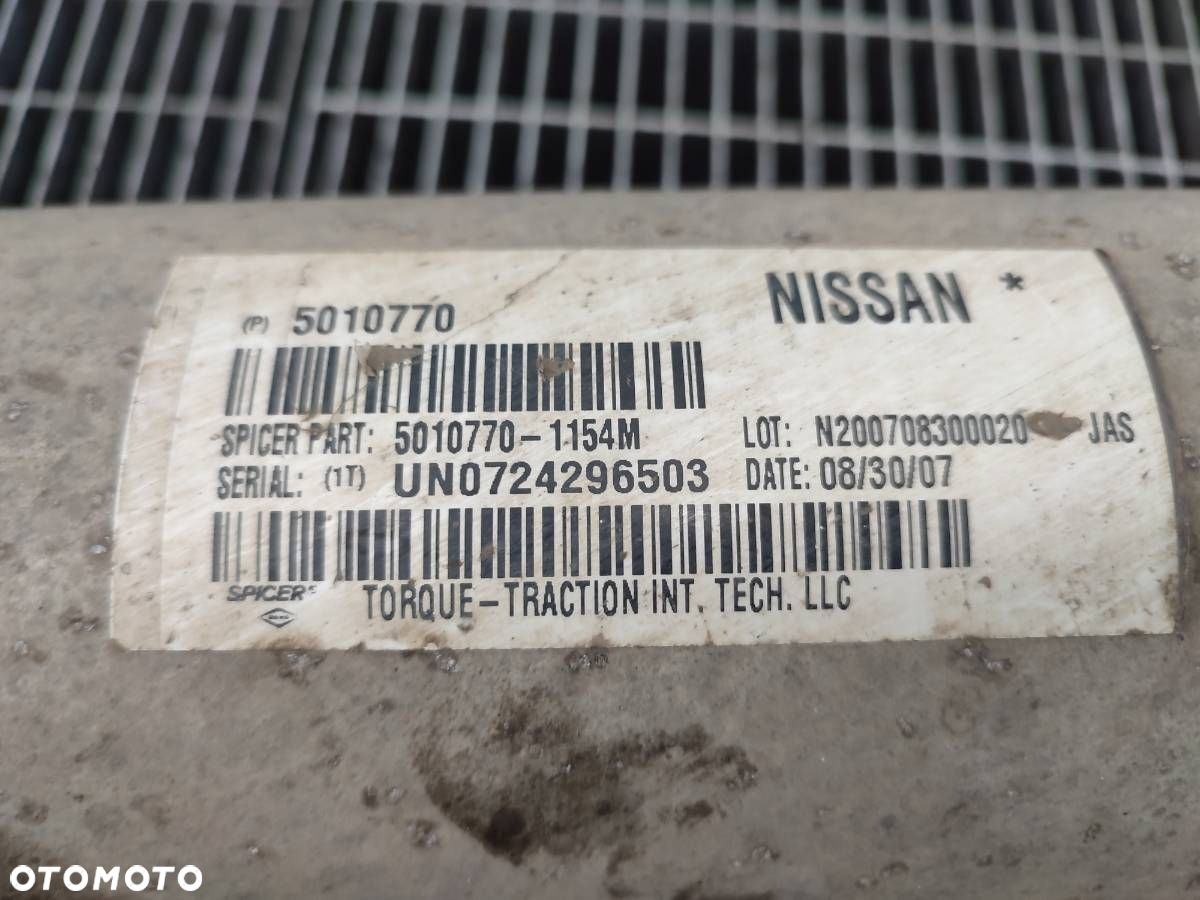 NISSAN *
(P) 5010770
SPICER PART: 5010770-1154M LOT: N200708300020 JAS
SERIAL: (1T) UN0724296503 DATE: 08/30/07
SPICER® TORQUE-TRACTION INT. TECH. LLC
OTOMOTO